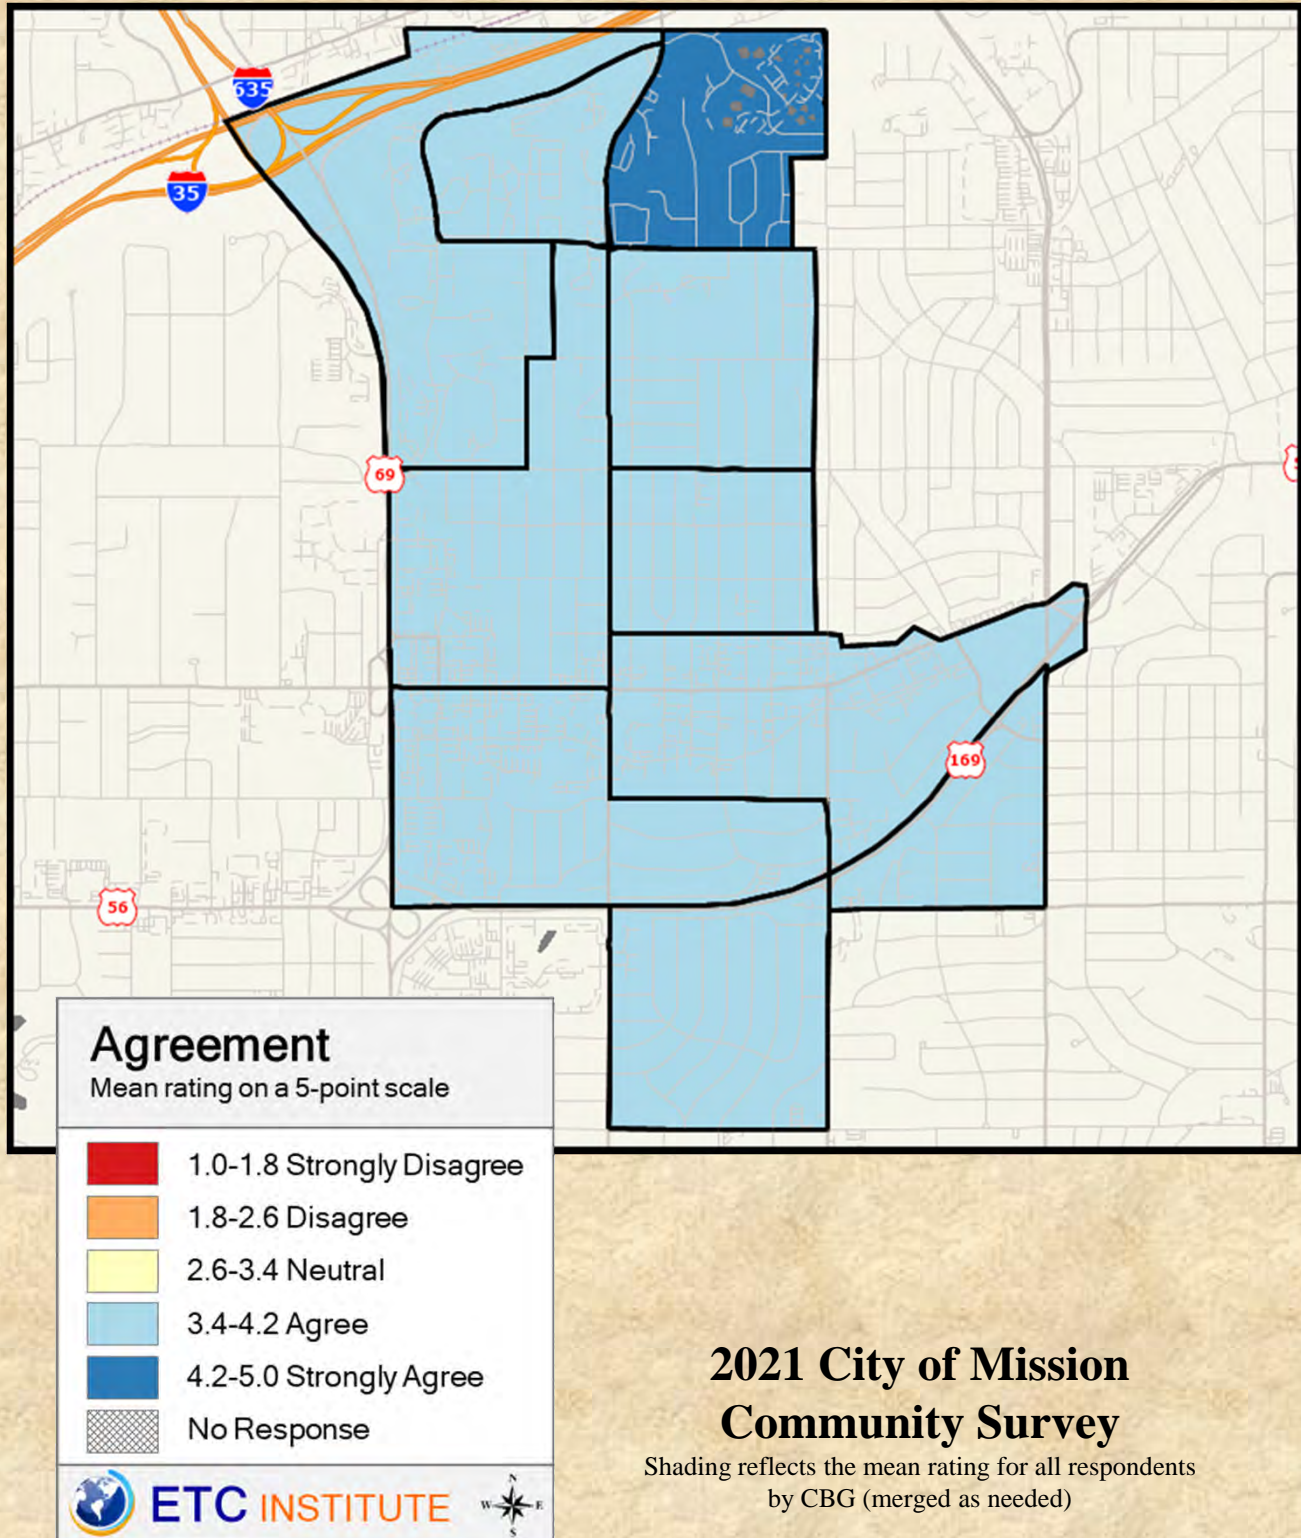 635
35
69
169
56
Agreement
Mean rating on a 5-point scale
1.0-1.8 Strongly Disagree
1.8-2.6 Disagree
2.6-3.4 Neutral
3.4-4.2 Agree
4.2-5.0 Strongly Agree
No Response
ETC INSTITUTE
N
W E
S
2021 City of Mission
Community Survey
Shading reflects the mean rating for all respondents
by CBG (merged as needed)